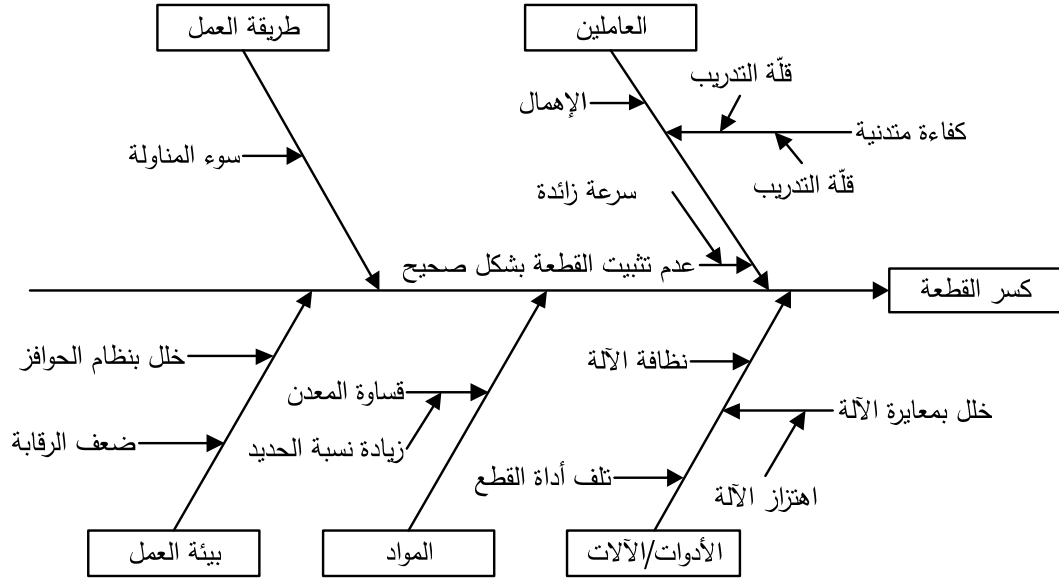 العاملين
طريقة العمل
قلّة التدريب
الإهمال
كفاءة متدنية
سوء المناولة
قلّة التدريب
سرعة زائدة
عدم تثبيت القطعة بشكل صحيح
كسر القطعة
نظافة الآلة
خلل بنظام الحوافز
قساوة المعدن
خلل بمعايرة الآلة
زيادة نسبة الحديد
ضعف الرقابة
تلف أداة القطع
اهتزاز الآلة
الأدوات/الآلات
المواد
بيئة العمل